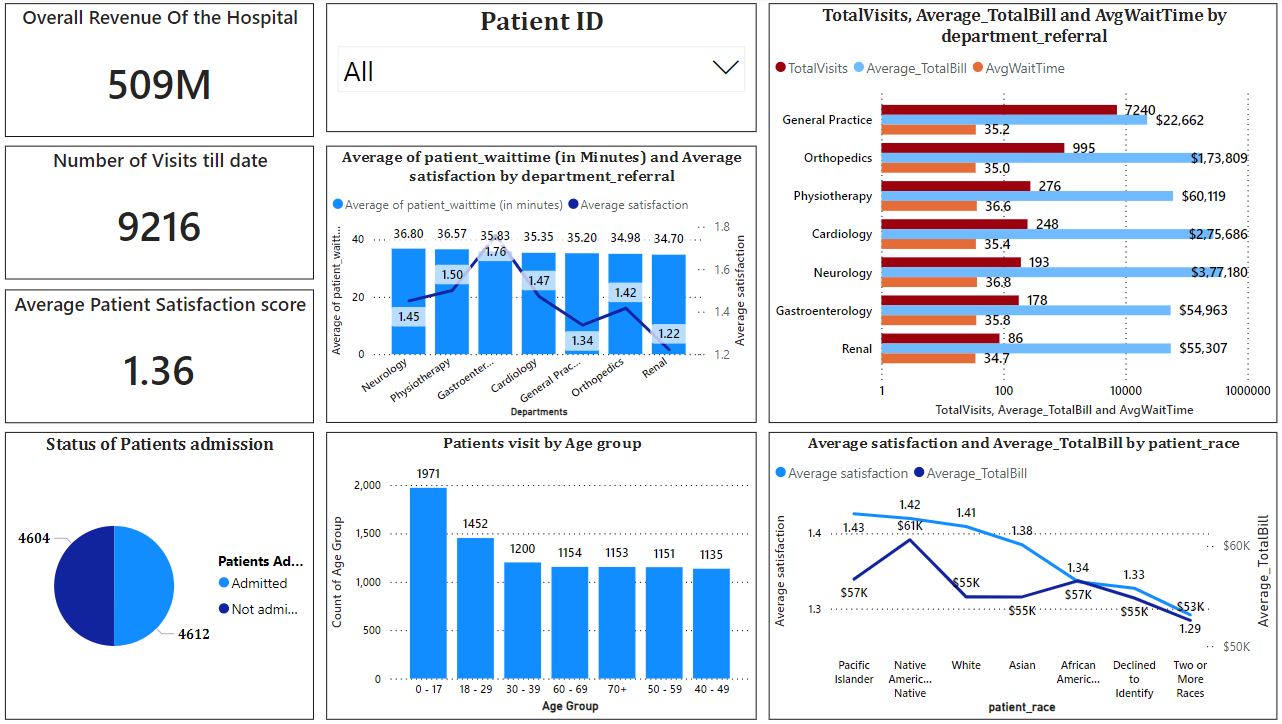 Overall Revenue Of the Hospital
509M
Number of Visits till date
9216
Average Patient Satisfaction score
1.36
Patient ID
All
Average of patient_waittime (in Minutes) and Average
satisfaction by department_referral
Average of patient_waittime (in minutes) Average satisfaction
36.80 36.57 35.83 35.35 35.20 34.98 34.70
1.45 1.50 1.76 1.47 1.34 1.42 1.22
40
20
0
1.8
1.6
1.4
1.2
Average of patient_waitt...
Average satisfaction
Neurology
Physiotherapy
Gastroenter...
Cardiology
General Prac...
Orthopedics
Renal
Departments
TotalVisits, Average_TotalBill and AvgWaitTime by
department_referral
TotalVisits Average_TotalBill AvgWaitTime
General Practice 7240 $22,662 35.2
Orthopedics 995 $1,73,809 35.0
Physiotherapy 276 $60,119 36.6
Cardiology 248 $2,75,686 35.4
Neurology 193 $3,77,180 36.8
Gastroenterology 178 $54,963 35.8
Renal 86 $55,307 34.7
1 100 10000 1000000
TotalVisits, Average_TotalBill and AvgWaitTime
Status of Patients admission
4604
4612
Patients Ad...
Admitted
Not admi...
Patients visit by Age group
1971 1452 1200 1154 1153 1151 1135
2,000
1,500
1,000
500
0
Count of Age Group
0 - 17 18 - 29 30 - 39 60 - 69 70+ 50 - 59 40 - 49
Age Group
Average satisfaction and Average_TotalBill by patient_race
Average satisfaction Average_TotalBill
1.43 1.42 1.41 1.38 1.34 1.33 1.29
$57K $61K $55K $55K $57K $55K $53K
1.4
1.3
$60K
$50K
Average satisfaction
Average_TotalBill
Pacific
Islander
Native
Americ...
Native
White
Asian
African
Americ...
Declined
to
Identify
Two or
More
Races
patient_race